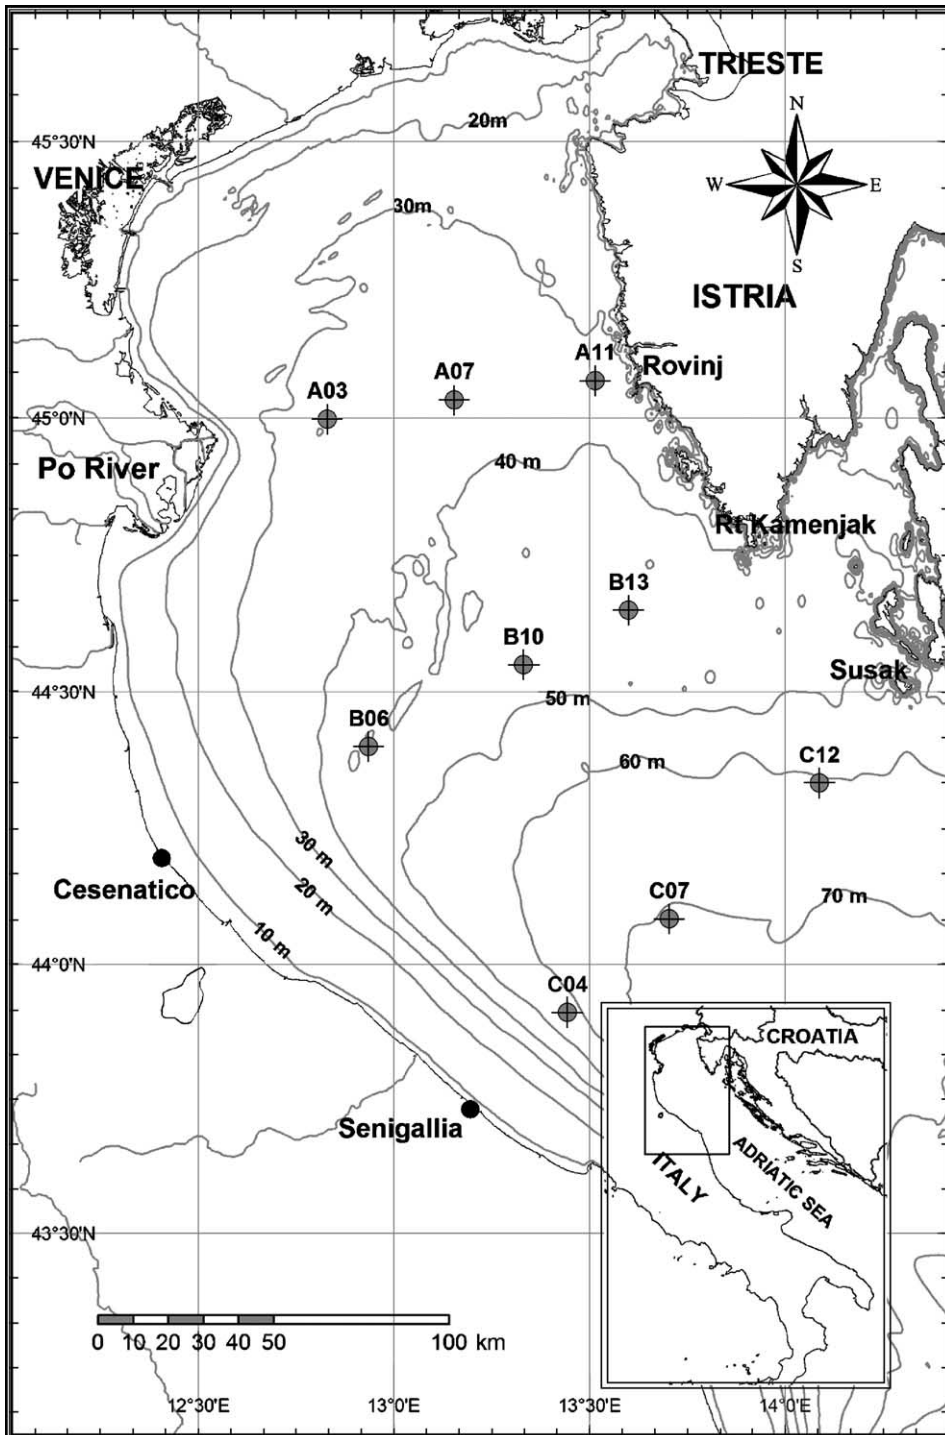 TRIESTE
N
20m
45°30'N
VENICE
W
E
30m
S
ISTRIA
A11
Rovinj
A07
A03
45°0'N
40 m
Po River
Rt Kamenjak
B13
B10
Susak
44°30'N
50 m
B06
C12
60 m
30 m
Cesenatico
20 m
C07
70 m
10 m
44°0'N
C04
CROATIA
Senigallia
ADRIATIC SEA
ITALY
43°30'N
0 10 20 30 40 50 100 km
12°30'E 13°0'E 13°30'E 14°0'E